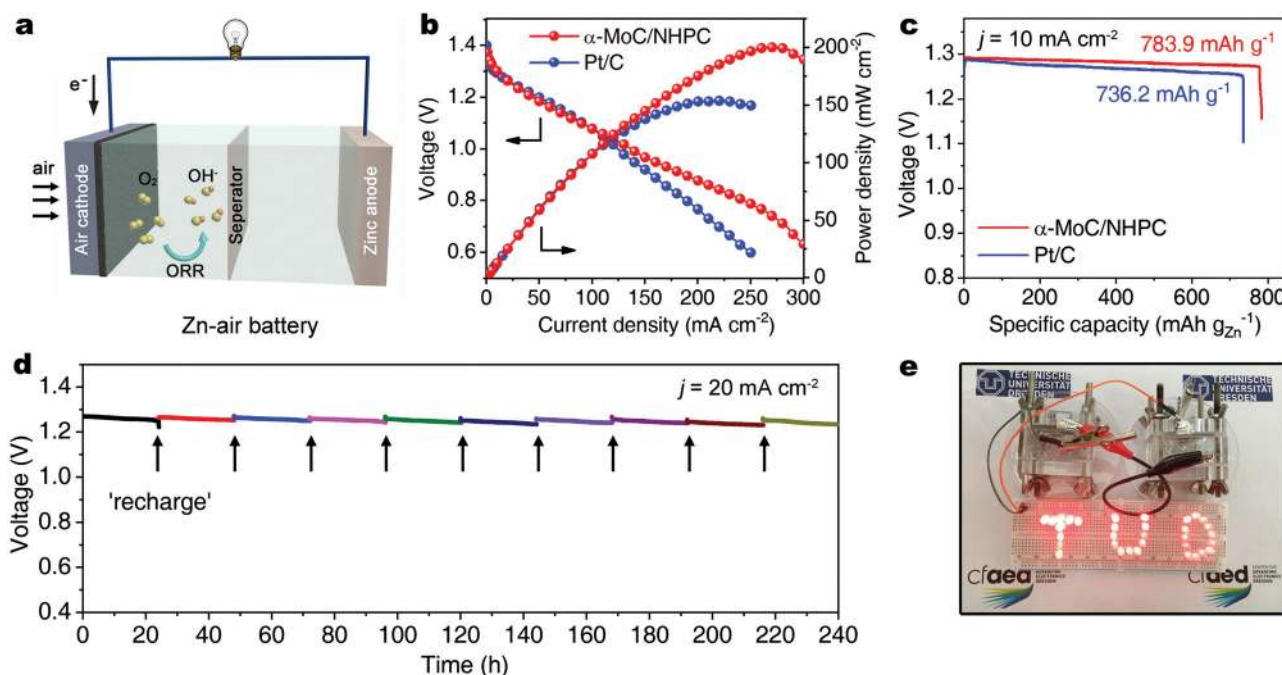 a
e⁻
air
Air cathode
O₂
OH⁻
Seperator
Zinc anode
ORR
Zn-air battery
b
α-MoC/NHPC
Pt/C
1.4
1.2
1.0
0.8
0.6
Voltage (V)
200
150
100
50
0
Power density (mW cm⁻²)
0 50 100 150 200 250 300
Current density (mA cm⁻²)
c
j = 10 mA cm⁻²
783.9 mAh g⁻¹
736.2 mAh g⁻¹
α-MoC/NHPC
Pt/C
1.4
1.3
1.2
1.1
1.0
0.9
0.8
Voltage (V)
0 200 400 600 800
Specific capacity (mAh g_Zn⁻¹)
d
j = 20 mA cm⁻²
'recharge'
1.4
1.2
1.0
0.8
0.6
0.4
Voltage (V)
0 20 40 60 80 100 120 140 160 180 200 220 240
Time (h)
e
TECHNISCHE
UNIVERSITÄT
DRESDEN
TECHNISCHE
UNIVERSITÄT
DRESDEN
T U D
cfaed
cfaed